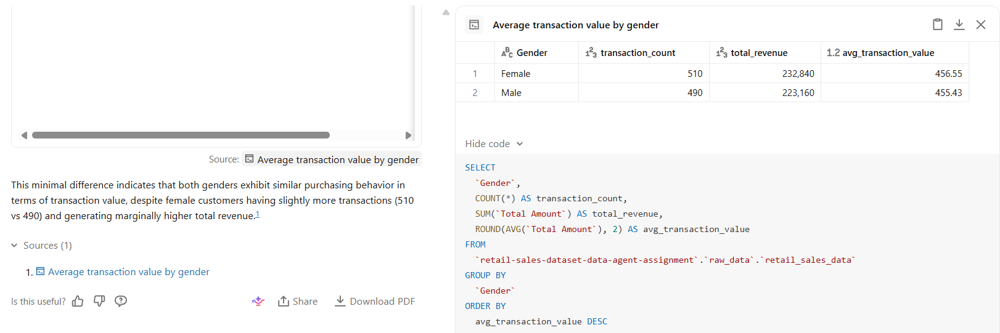 Source: Average transaction value by gender
This minimal difference indicates that both genders exhibit similar purchasing behavior in
terms of transaction value, despite female customers having slightly more transactions (510
vs 490) and generating marginally higher total revenue.1
Sources (1)
1. Average transaction value by gender
Is this useful? Share Download PDF
Average transaction value by gender
ABC Gender 123 transaction_count 123 total_revenue 1.2 avg_transaction_value
1 Female 510 232,840 456.55
2 Male 490 223,160 455.43
Hide code
SELECT
`Gender`,
COUNT(*) AS transaction_count,
SUM(`Total Amount`) AS total_revenue,
ROUND(AVG(`Total Amount`), 2) AS avg_transaction_value
FROM
`retail-sales-dataset-data-agent-assignment`.`raw_data`.`retail_sales_data`
GROUP BY
`Gender`
ORDER BY
avg_transaction_value DESC